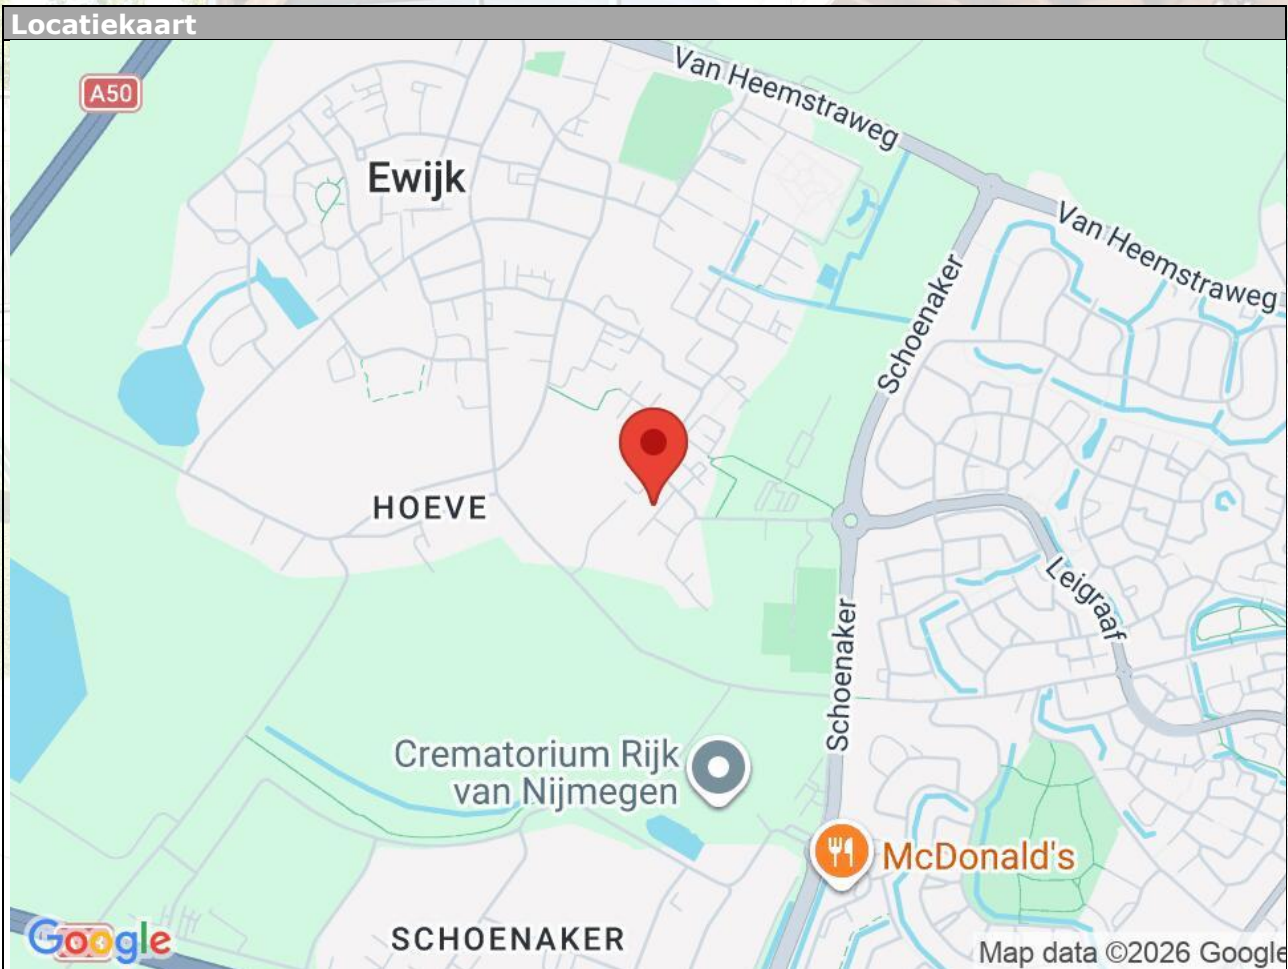 Locatiekaart
A50
Van Heemstraweg
Ewijk
Van Heemstraweg
Schoenaker
HOEVE
Leigraaf
Schoenaker
Crematorium Rijk
van Nijmegen
McDonald's
SCHOENAKER
Google
Map data ©2026 Google